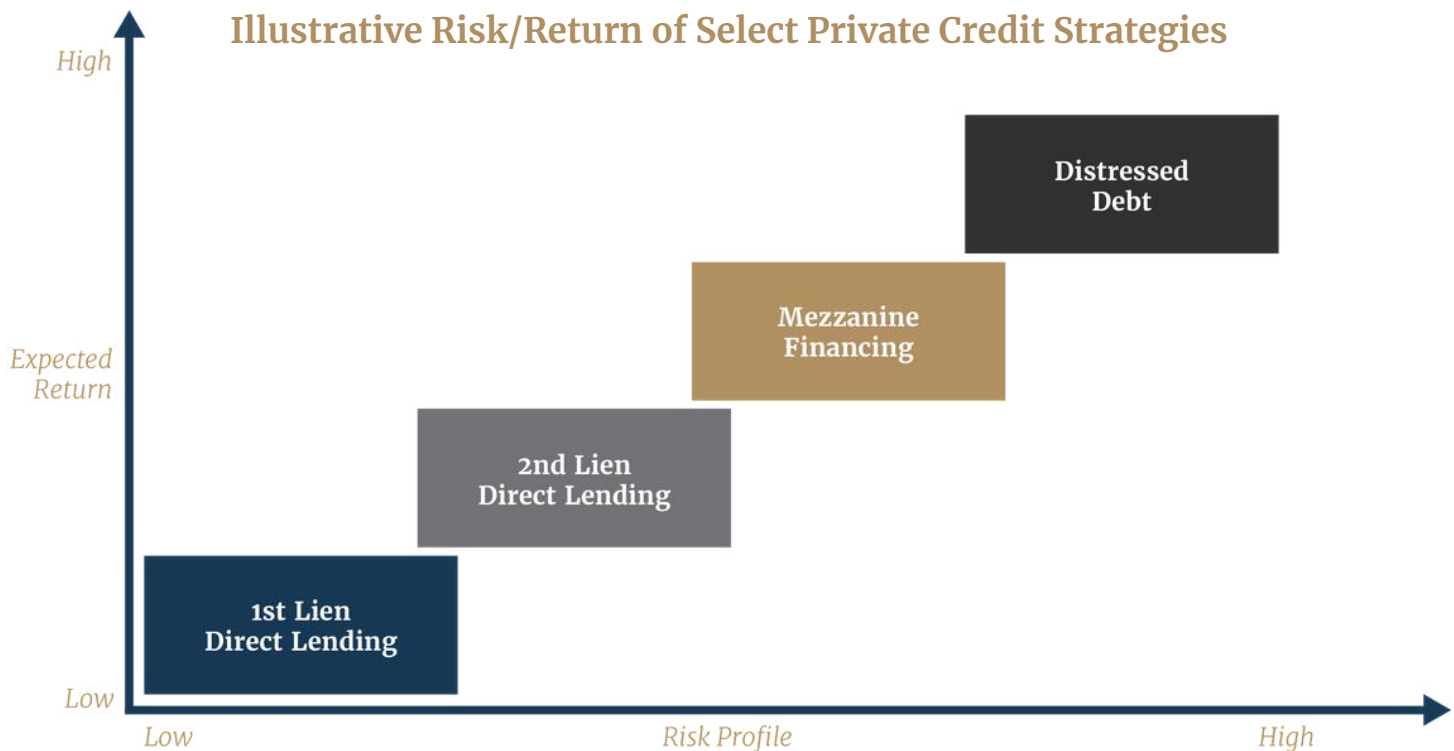 Illustrative Risk/Return of Select Private Credit Strategies
High
Distressed
Debt
Mezzanine
Financing
Expected
Return
2nd Lien
Direct Lending
1st Lien
Direct Lending
Low
Low
Risk Profile
High